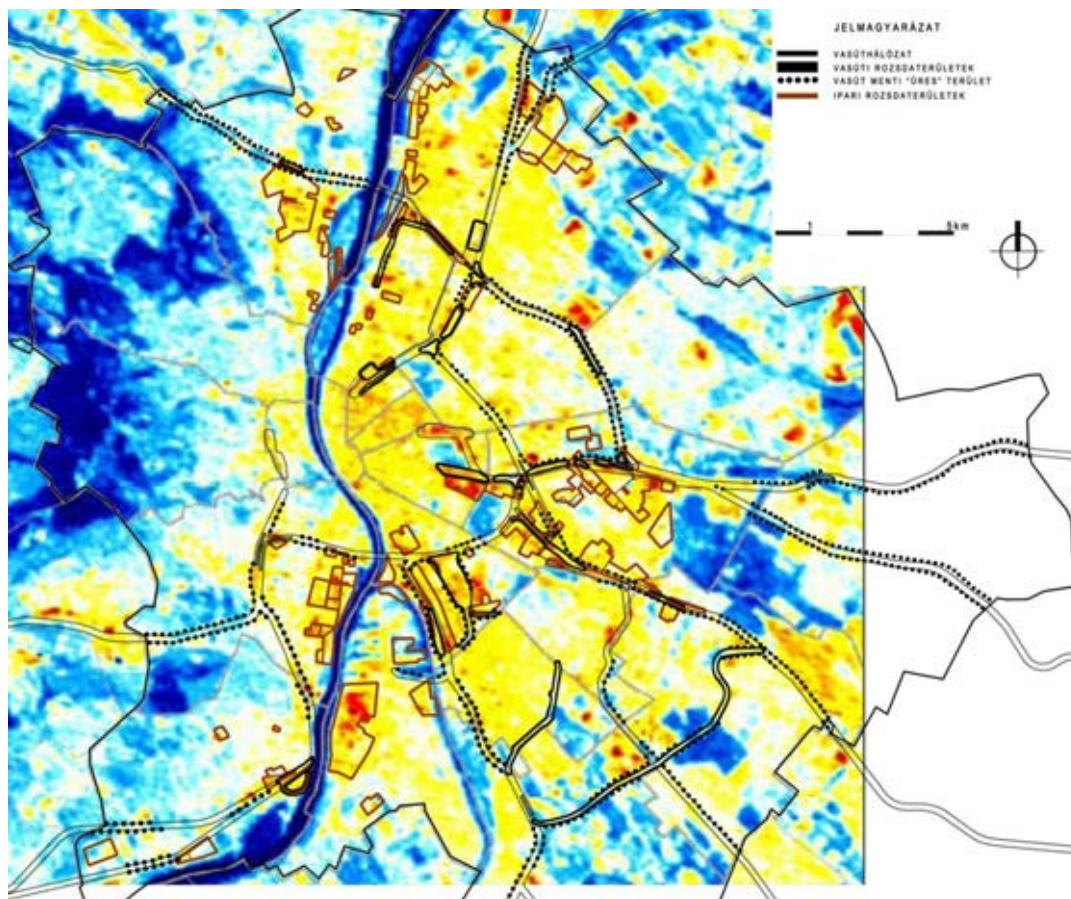 JELMAGYARÁZAT
VASÚTHÁLÓZAT
VASÚTI ROZSDATERÜLETEK
VASÚT MENTI "ÜRES" TERÜLET
IPARI ROZSDATERÜLETEK
1 5km